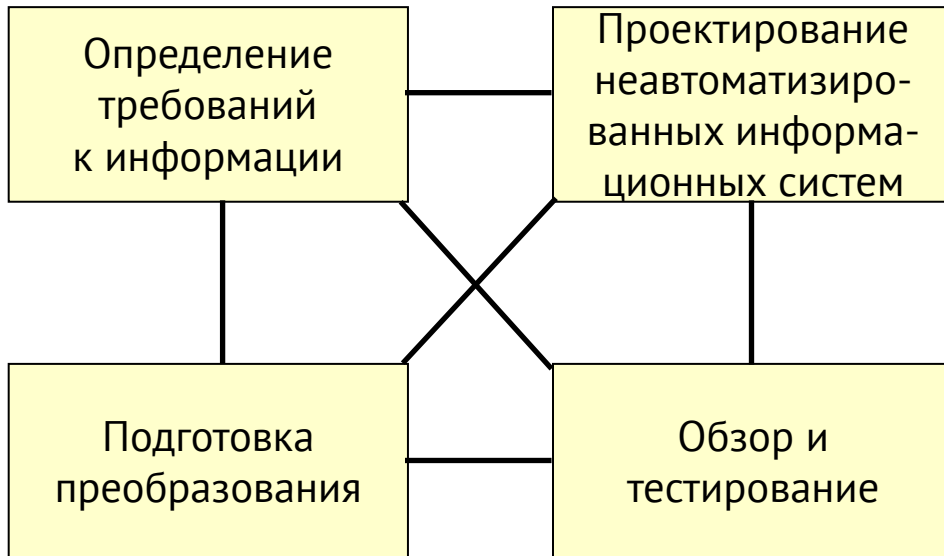 Определение
требований
к информации
Проектирование
неавтоматизиро-
ванных информа-
ционных систем
Подготовка
преобразования
Обзор и
тестирование